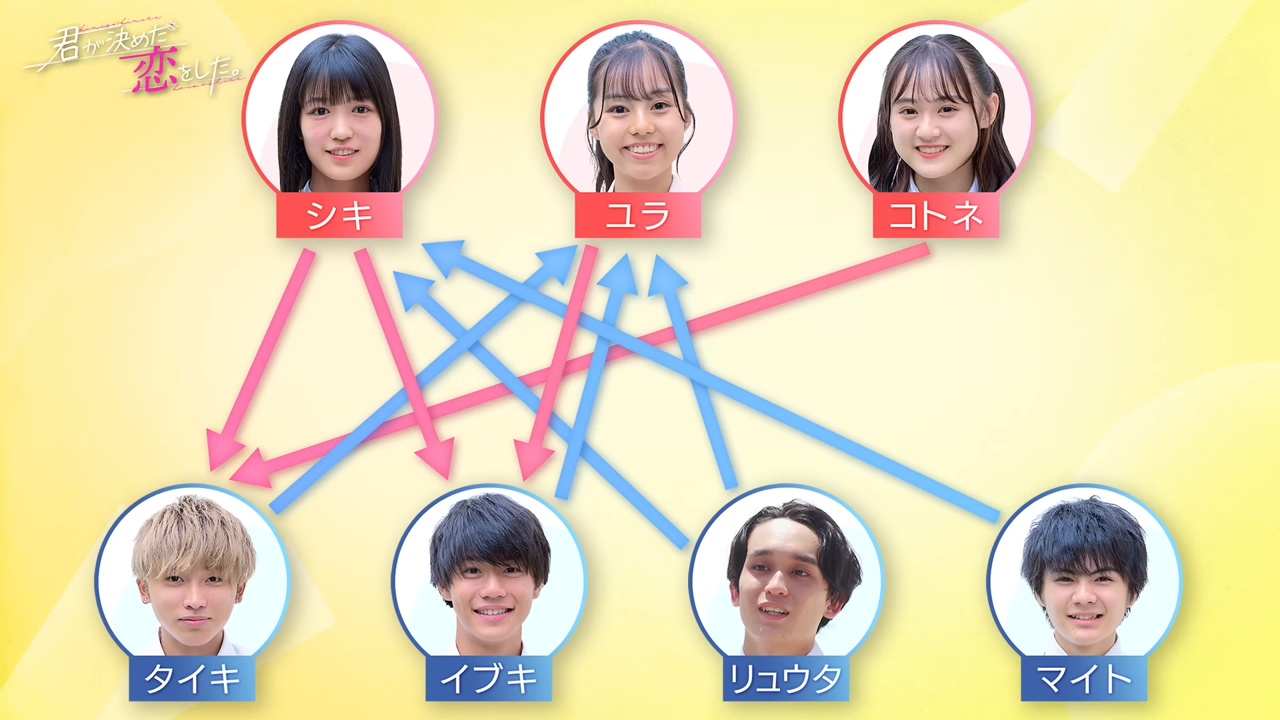 君が決めた
恋をした。
シキ
ユラ
コトネ
タイキ
イブキ
リュウタ
マイト